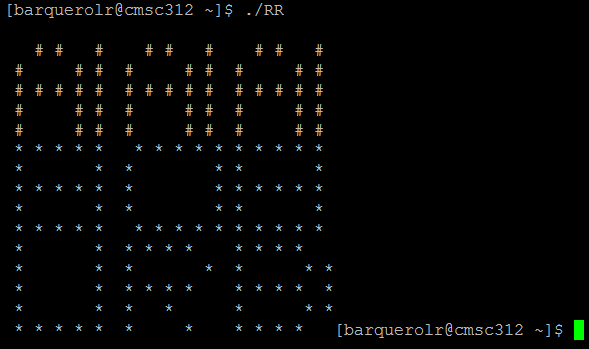 [barquerolr@cmsc312 ~]$ ./RR
   # #   #    # #   #    # #   #
 #     # #  #     # #  #     # #
 # # # # #  # # # # #  # # # # #
 #     # #  #     # #  #     # #
 #     # #  #     # #  #     # #
 * * * * *   * * * * * * * * * *
 *       *  *        * *       *
 * * * * *  *        * * * * * *
 *       *  *        * *       *
 * * * * *   * * * * * * * * * *
 *       *  * * * *    * * * *
 *       *  *       *  *      * *
 *       *  * * * *    * * * *  *
 *       *  *   *      *      * *
 * * * * *  *     *    * * * *   [barquerolr@cmsc312 ~]$